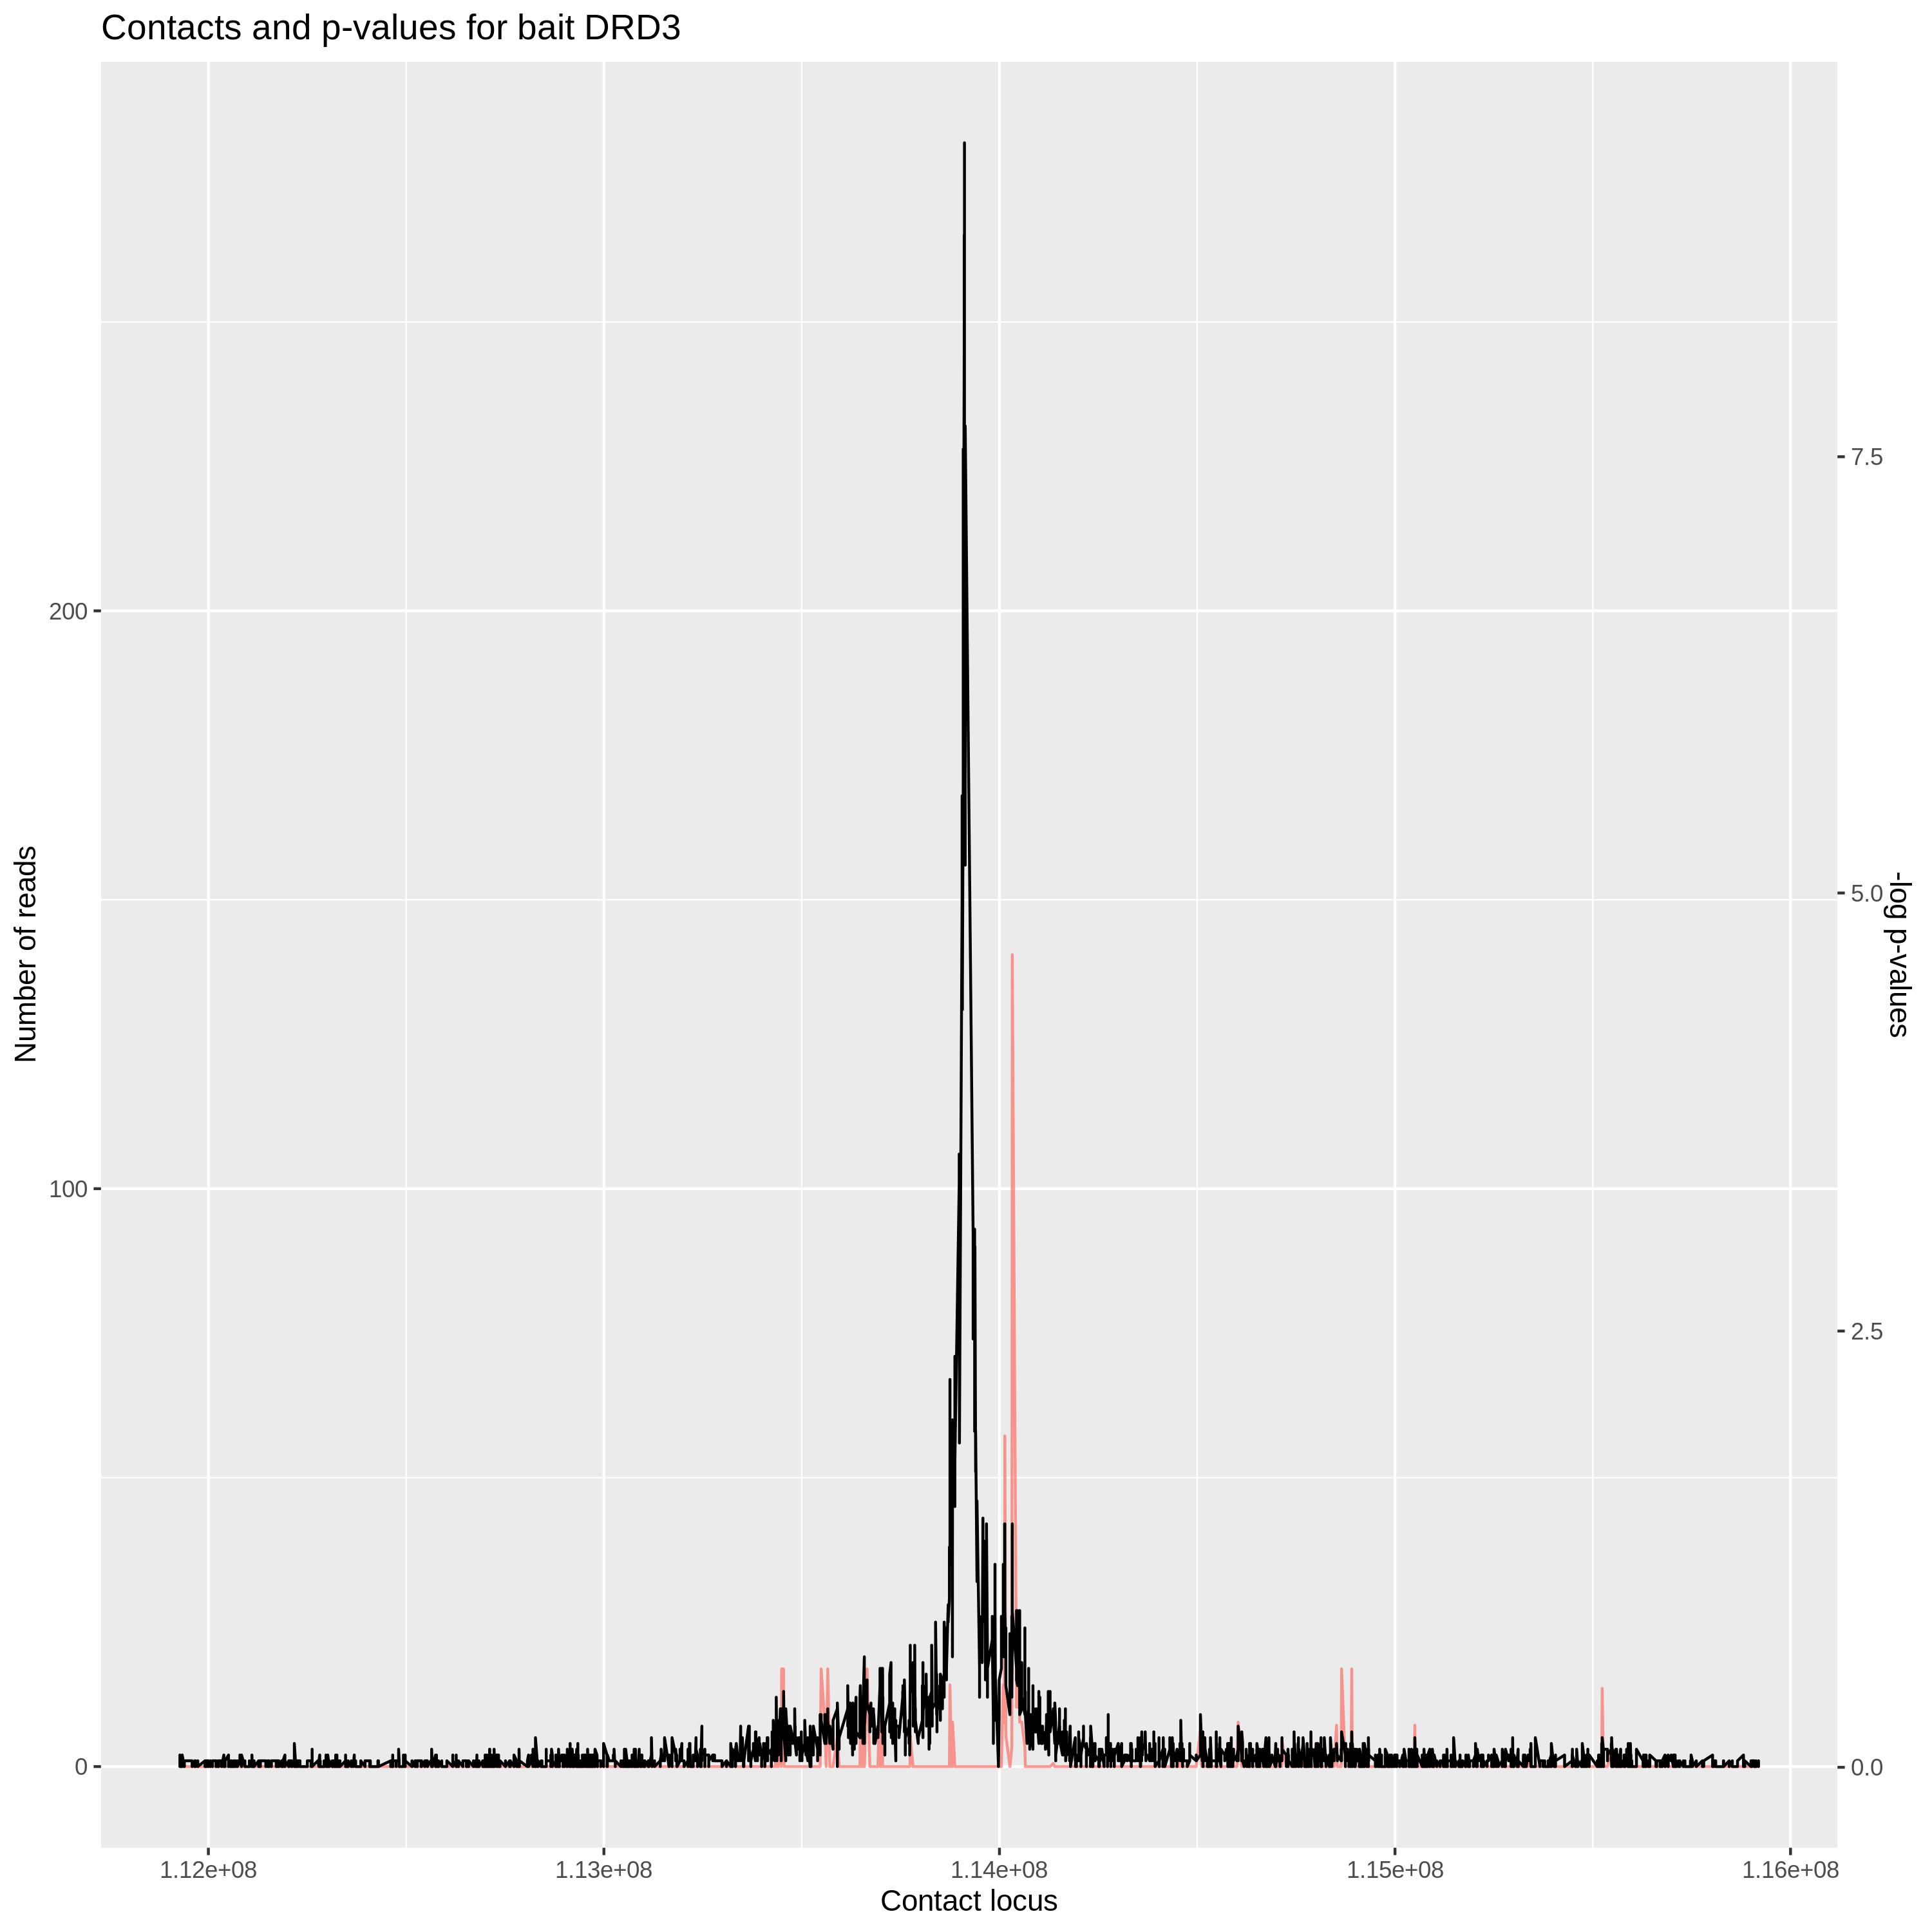 Contacts and p-values for bait DRD3
Number of reads
200
100
0
7.5
5.0
2.5
0.0
-log p-values
1.12e+08
1.13e+08
1.14e+08
1.15e+08
1.16e+08
Contact locus